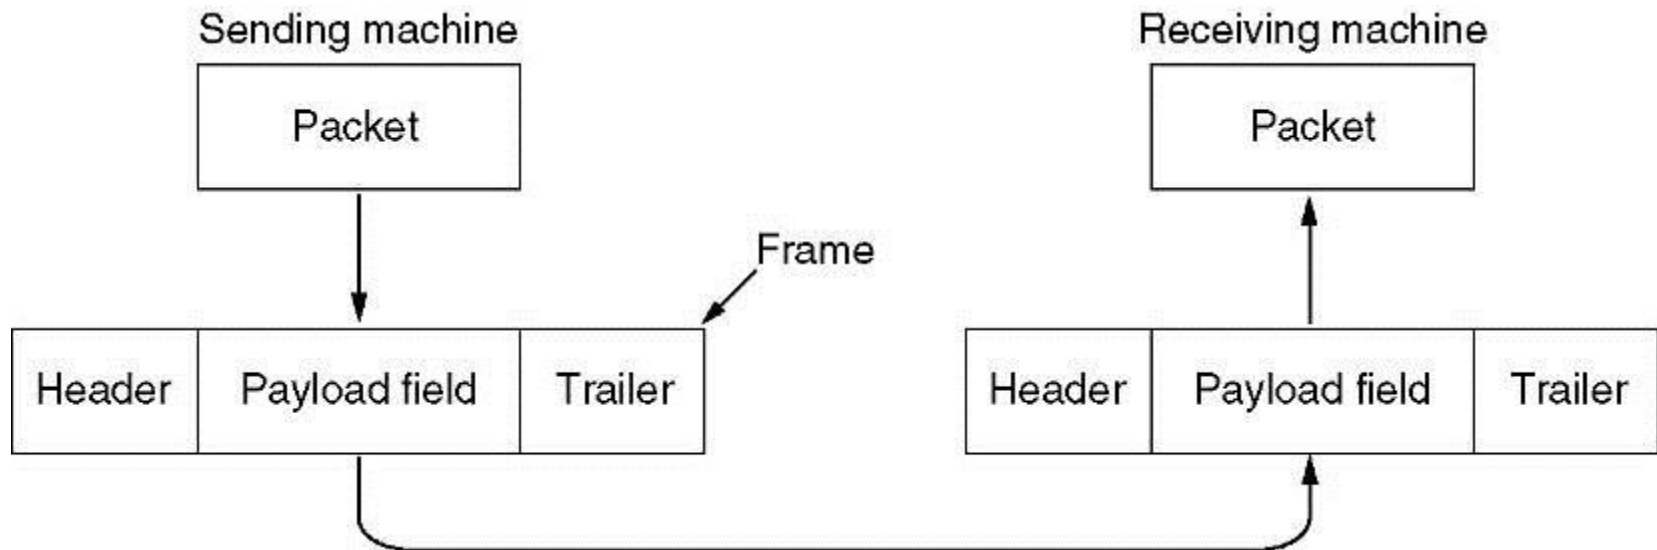 Sending machine
Receiving machine
Packet
Packet
Frame
Header
Payload field
Trailer
Header
Payload field
Trailer